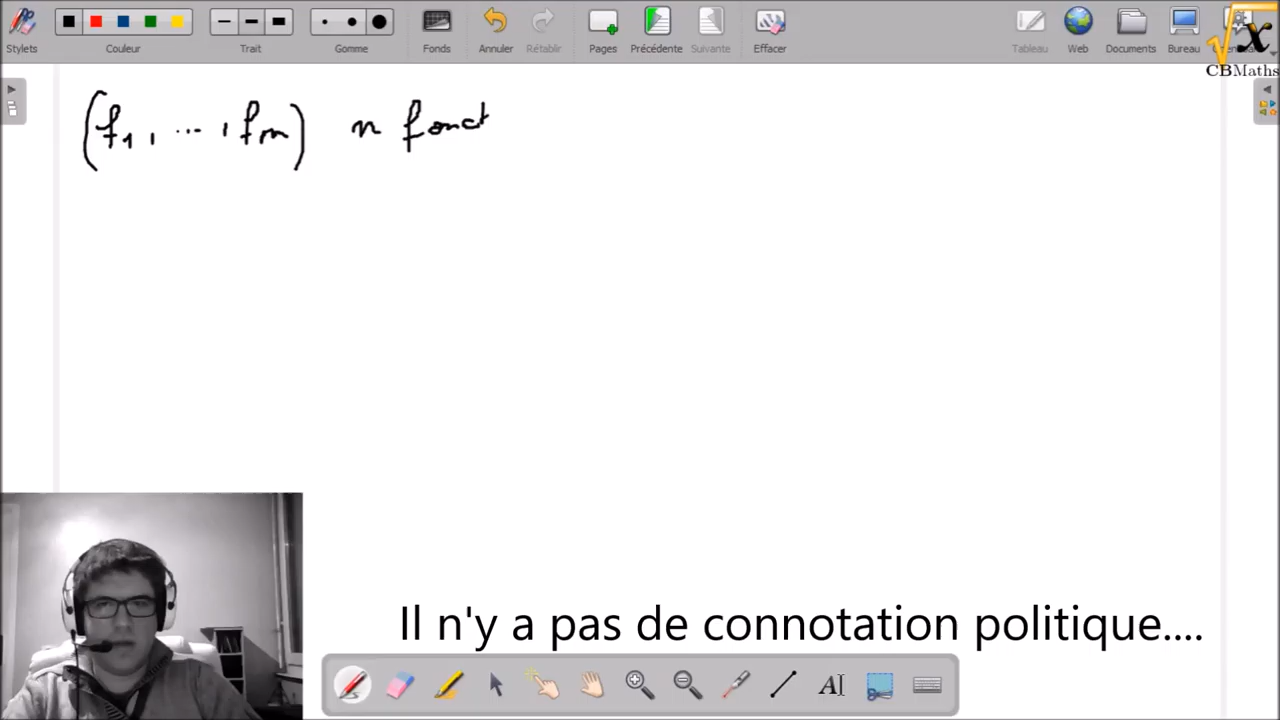 Stylets Couleur Trait Gomme Fonds Annuler Rétablir Pages Précédente Suivante Effacer Tableau Web Documents Bureau
√x
CBMaths
(f1, ... , fn) n fonct
Il n'y a pas de connotation politique....
AI